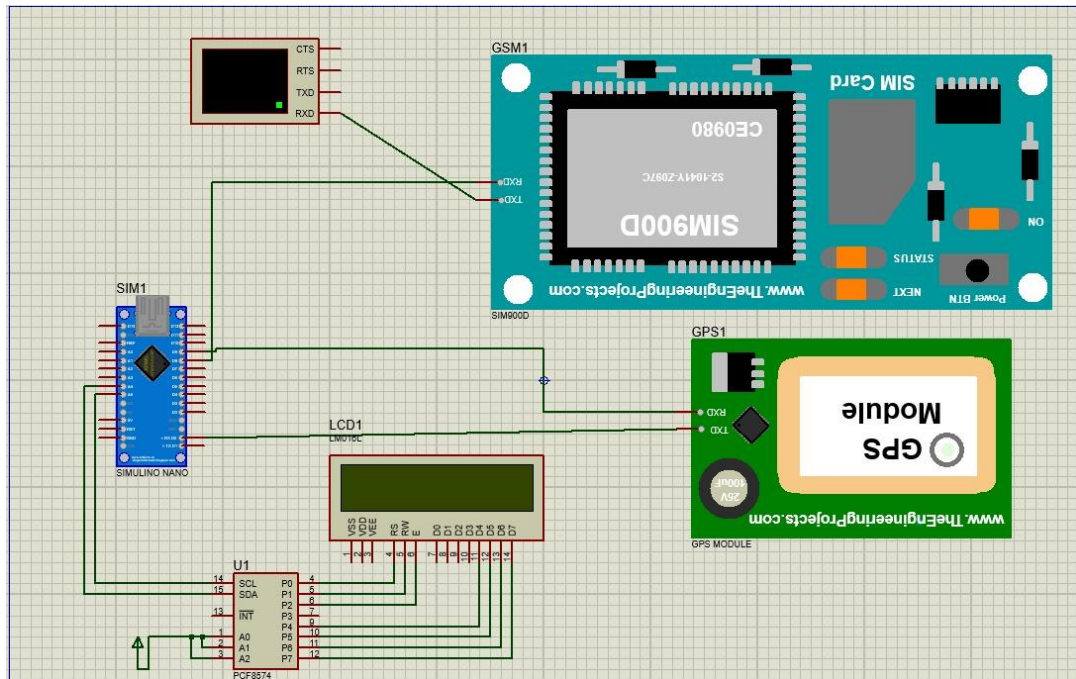 CTS
RTS
TXD
RXD
GSM1
SIM Card
CE0980
S2-1041Y-Z097C
SIM900D
RXD
TXD
ON
STATUS
NEXT
Power BTN
www.TheEngineeringProjects.com
SIM900D
SIM1
SIMULINO NANO
GPS1
RXD
TXD
GPS
Module
25V
100uF
www.TheEngineeringProjects.com
GPS MODULE
LCD1
LM016L
VSS
VDD
VEE
RS
RW
E
D0
D1
D2
D3
D4
D5
D6
D7
1
2
3
4
5
6
7
8
9
10
11
12
13
14
U1
14 SCL P0 4
15 SDA P1 5
P2 6
13 INT P3 7
P4 9
1 A0 P5 10
2 A1 P6 11
3 A2 P7 12
PCF8574